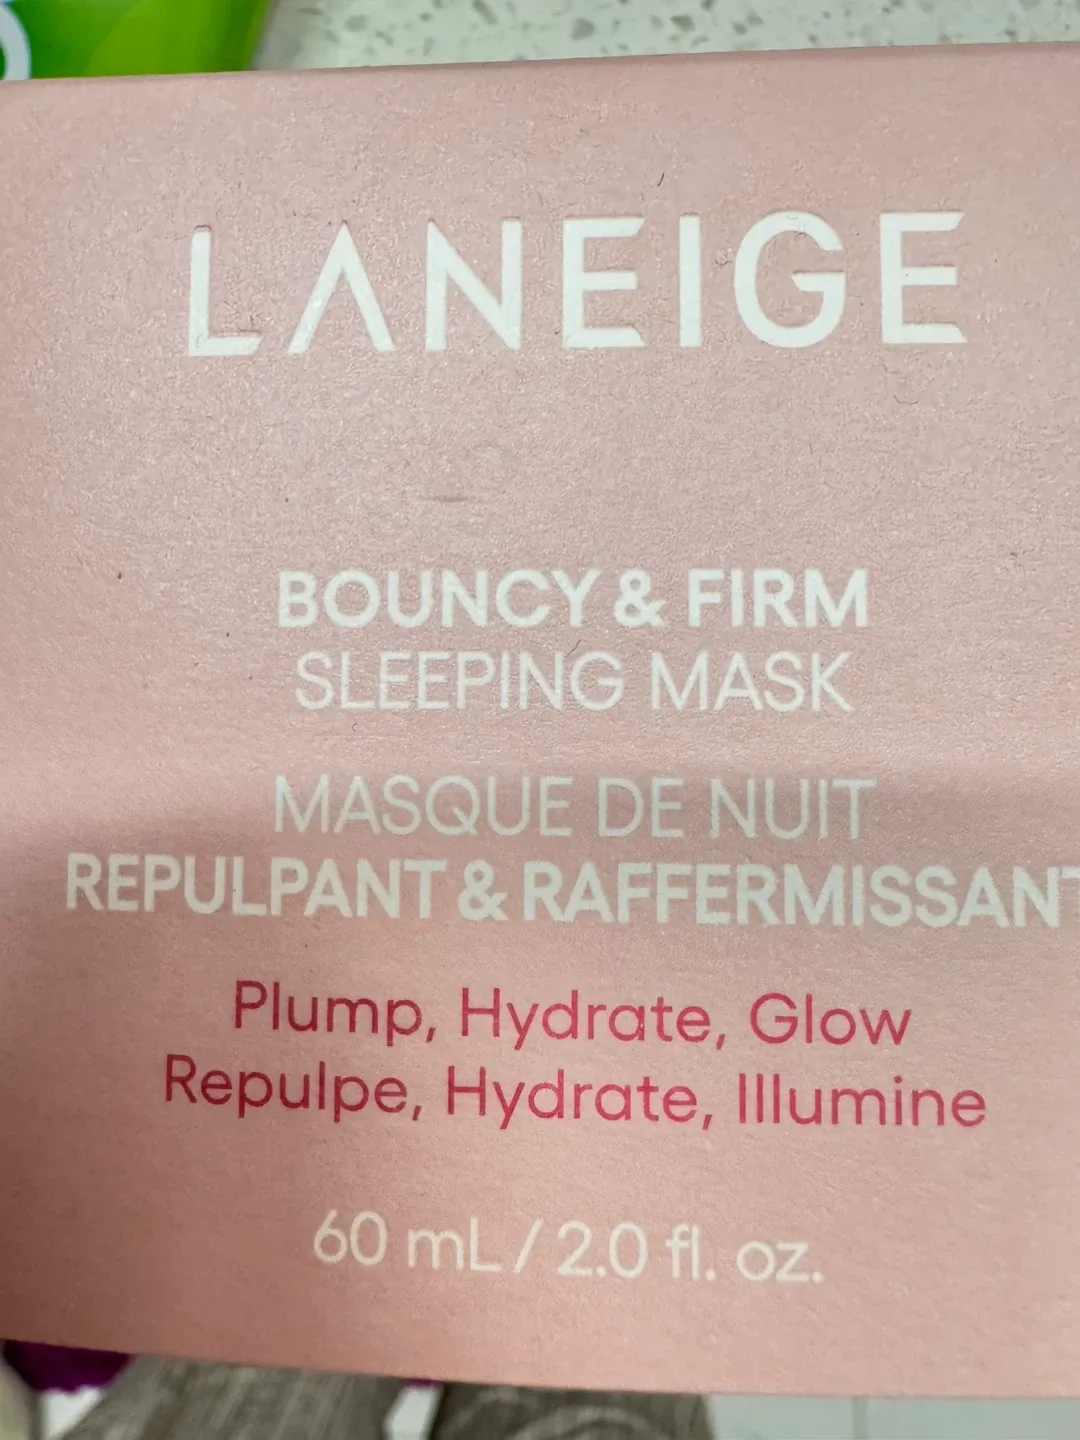 LANEIGE
BOUNCY & FIRM
SLEEPING MASK
MASQUE DE NUIT
REPULPANT & RAFFERMISSANT
Plump, Hydrate, Glow
Repulpe, Hydrate, Illumine
60 mL / 2.0 fl. oz.